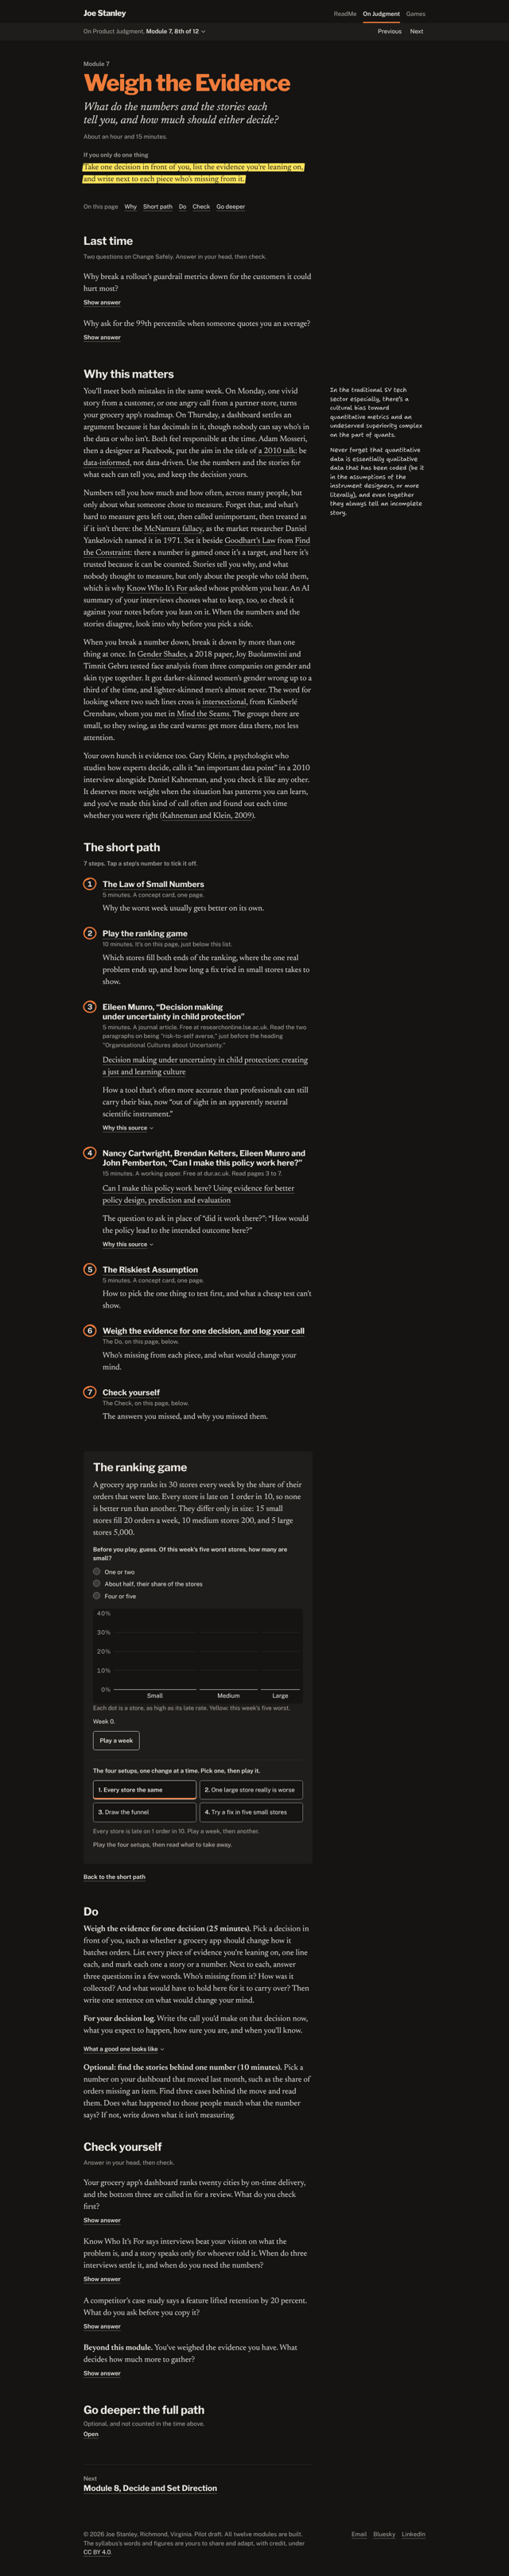 Joe Stanley
ReadMe On Judgment Games
On Product Judgment, Module 7, 8th of 12
Previous Next
Module 7
Weigh the Evidence
What do the numbers and the stories each
tell you, and how much should either decide?
About an hour and 15 minutes.
If you only do one thing
Take one decision in front of you, list the evidence you're leaning on,
and write next to each piece who's missing from it.
On this page Why Short path Do Check Go deeper
Last time
Two questions on Change Safely. Answer in your head, then check.
Why break a rollout's guardrail metrics down for the customers it could
hurt most?
Show answer
Why ask for the 99th percentile when someone quotes you an average?
Show answer
Why this matters
You'll meet both mistakes in the same week. On Monday, one vivid
story from a customer, or one angry call from a partner store, turns
your grocery app's roadmap. On Thursday, a dashboard settles an
argument because it has decimals in it, though nobody can say who's in
the data or who isn't. Both feel responsible at the time. Adam Mosseri,
then a designer at Facebook, put the aim in the title of a 2010 talk: be
data-informed, not data-driven. Use the numbers and the stories for
what each can tell you, and keep the decision yours.
In the traditional SV tech
sector especially, there's a
cultural bias toward
quantitative metrics and an
undeserved superiority complex
on the part of quants.
Never forget that quantitative
data is essentially qualitative
data that has been coded (be it
in the assumptions of the
instrument designers, or more
literally), and even together
they always tell an incomplete
story.
Numbers tell you how much and how often, across many people, but
only about what someone chose to measure. Forget that, and what's
hard to measure gets left out, then called unimportant, then treated as
if it isn't there: the McNamara fallacy, as the market researcher Daniel
Yankelovich named it in 1971. Set it beside Goodhart's Law from Find
the Constraint: there a number is gamed once it's a target, and here it's
trusted because it can be counted. Stories tell you why, and what
nobody thought to measure, but only about the people who told them,
which is why Know Who It's For asked whose problem you hear. An AI
summary of your interviews chooses what to keep, too, so check it
against your notes before you lean on it. When the numbers and the
stories disagree, look into why before you pick a side.
When you break a number down, break it down by more than one
thing at once. In Gender Shades, a 2018 paper, Joy Buolamwini and
Timnit Gebru tested face analysis from three companies on gender and
skin type together. It got darker-skinned women's gender wrong up to a
third of the time, and lighter-skinned men's almost never. The word for
looking where two such lines cross is intersectional, from Kimberlé
Crenshaw, whom you met in Mind the Seams. The groups there are
small, so they swing, as the card warns: get more data there, not less
attention.
Your own hunch is evidence too. Gary Klein, a psychologist who
studies how experts decide, calls it "an important data point" in a 2010
interview alongside Daniel Kahneman, and you check it like any other.
It deserves more weight when the situation has patterns you can learn,
and you've made this kind of call often and found out each time
whether you were right (Kahneman and Klein, 2009).
The short path
7 steps. Tap a step's number to tick it off.
1 The Law of Small Numbers
5 minutes. A concept card, one page.
Why the worst week usually gets better on its own.
2 Play the ranking game
10 minutes. It's on this page, just below this list.
Which stores fill both ends of the ranking, where the one real
problem ends up, and how long a fix tried in small stores takes to
show.
3 Eileen Munro, "Decision making
under uncertainty in child protection"
5 minutes. A journal article. Free at researchonline.lse.ac.uk. Read the two
paragraphs on being "risk-to-self averse," just before the heading
"Organisational Cultures about Uncertainty."
Decision making under uncertainty in child protection: creating
a just and learning culture
How a tool that's often more accurate than professionals can still
carry their bias, now "out of sight in an apparently neutral
scientific instrument."
Why this source
4 Nancy Cartwright, Brendan Kelters, Eileen Munro and
John Pemberton, "Can I make this policy work here?"
15 minutes. A working paper. Free at dur.ac.uk. Read pages 3 to 7.
Can I make this policy work here? Using evidence for better
policy design, prediction and evaluation
The question to ask in place of "did it work there?": "How would
the policy lead to the intended outcome here?"
Why this source
5 The Riskiest Assumption
5 minutes. A concept card, one page.
How to pick the one thing to test first, and what a cheap test can't
show.
6 Weigh the evidence for one decision, and log your call
The Do, on this page, below.
Who's missing from each piece, and what would change your
mind.
7 Check yourself
The Check, on this page, below.
The answers you missed, and why you missed them.
The ranking game
A grocery app ranks its 30 stores every week by the share of their
orders that were late. Every store is late on 1 order in 10, so none
is better run than another. They differ only in size: 15 small
stores fill 20 orders a week, 10 medium stores 200, and 5 large
stores 5,000.
Before you play, guess. Of this week's five worst stores, how many are
small?
One or two
About half, their share of the stores
Four or five
40%
30%
20%
10%
0%
Small Medium Large
Each dot is a store, as high as its late rate. Yellow: this week's five worst.
Week 0.
Play a week
The four setups, one change at a time. Pick one, then play it.
1. Every store the same
2. One large store really is worse
3. Draw the funnel
4. Try a fix in five small stores
Every store is late on 1 order in 10. Play a week, then another.
Play the four setups, then read what to take away.
Back to the short path
Do
Weigh the evidence for one decision (25 minutes). Pick a decision in
front of you, such as whether a grocery app should change how it
batches orders. List every piece of evidence you're leaning on, one line
each, and mark each one a story or a number. Next to each, answer
three questions in a few words. Who's missing from it? How was it
collected? And what would have to hold here for it to carry over? Then
write one sentence on what would change your mind.
For your decision log. Write the call you'd make on that decision now,
what you expect to happen, how sure you are, and when you'll know.
What a good one looks like
Optional: find the stories behind one number (10 minutes). Pick a
number on your dashboard that moved last month, such as the share of
orders missing an item. Find three cases behind the move and read
them. Does what happened to those people match what the number
says? If not, write down what it isn't measuring.
Check yourself
Answer in your head, then check.
Your grocery app's dashboard ranks twenty cities by on-time delivery,
and the bottom three are called in for a review. What do you check
first?
Show answer
Know Who It's For says interviews beat your vision on what the
problem is, and a story speaks only for whoever told it. When do three
interviews settle it, and when do you need the numbers?
Show answer
A competitor's case study says a feature lifted retention by 20 percent.
What do you ask before you copy it?
Show answer
Beyond this module. You've weighed the evidence you have. What
decides how much more to gather?
Show answer
Go deeper: the full path
Optional, and not counted in the time above.
Open
Next
Module 8, Decide and Set Direction
© 2026 Joe Stanley, Richmond, Virginia. Pilot draft. All twelve modules are built.
The syllabus's words and figures are yours to share and adapt, with credit, under
CC BY 4.0.
Email Bluesky LinkedIn